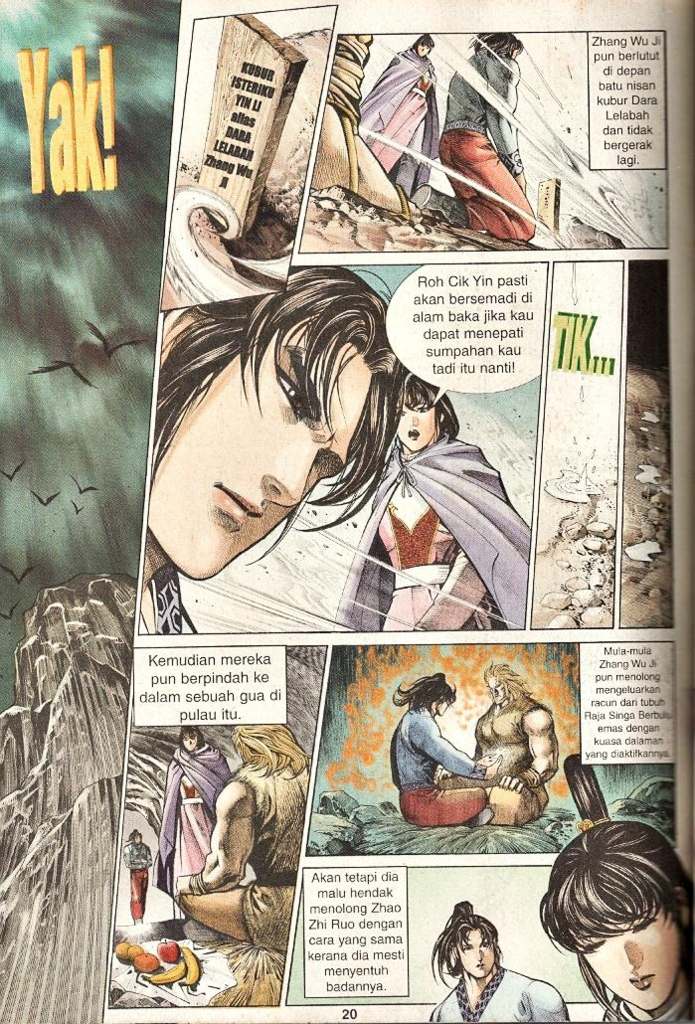 Yak!
KUBUR
ISTERIKU
YIN LI
alias
DARA
LELABAH
Zhang Wu
Ji
Zhang Wu Ji
pun berlutut
di depan
batu nisan
kubur Dara
Lelabah
dan tidak
bergerak
lagi.
Roh Cik Yin pasti
akan bersemadi di
alam baka jika kau
dapat menepati
sumpahan kau
tadi itu nanti!
TIK...
Kemudian mereka
pun berpindah ke
dalam sebuah gua di
pulau itu.
Mula-mula
Zhang Wu Ji
pun menolong
mengeluarkan
racun dari tubuh
Raja Singa Berbulu
emas dengan
kuasa dalaman
yang diaktifkannya.
Akan tetapi dia
malu hendak
menolong Zhao
Zhi Ruo dengan
cara yang sama
kerana dia mesti
menyentuh
badannya.
20